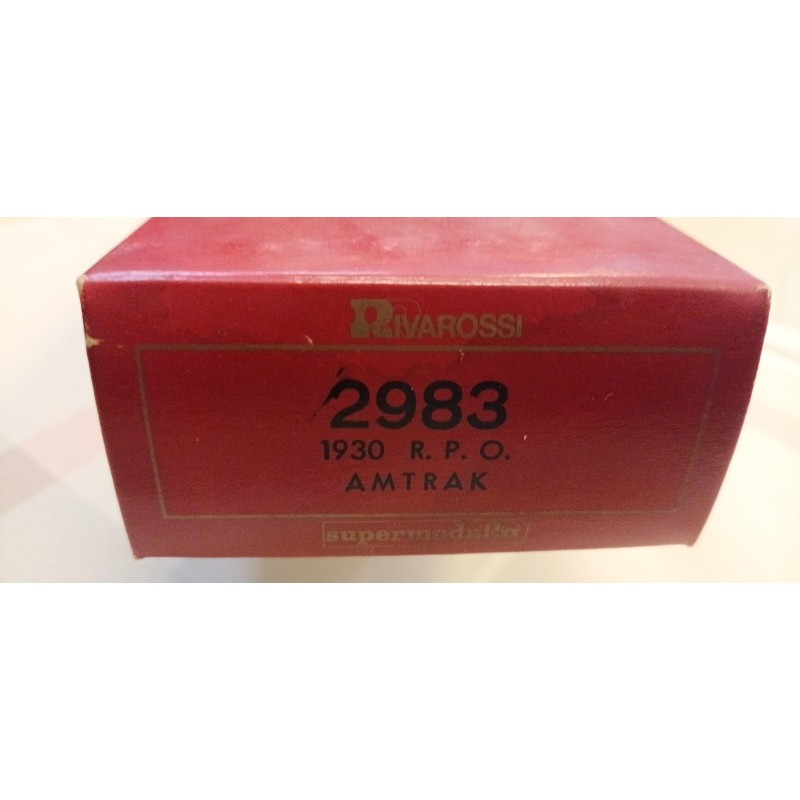 RIVAROSSI
2983
1930 R. P. O.
AMTRAK
supermodello